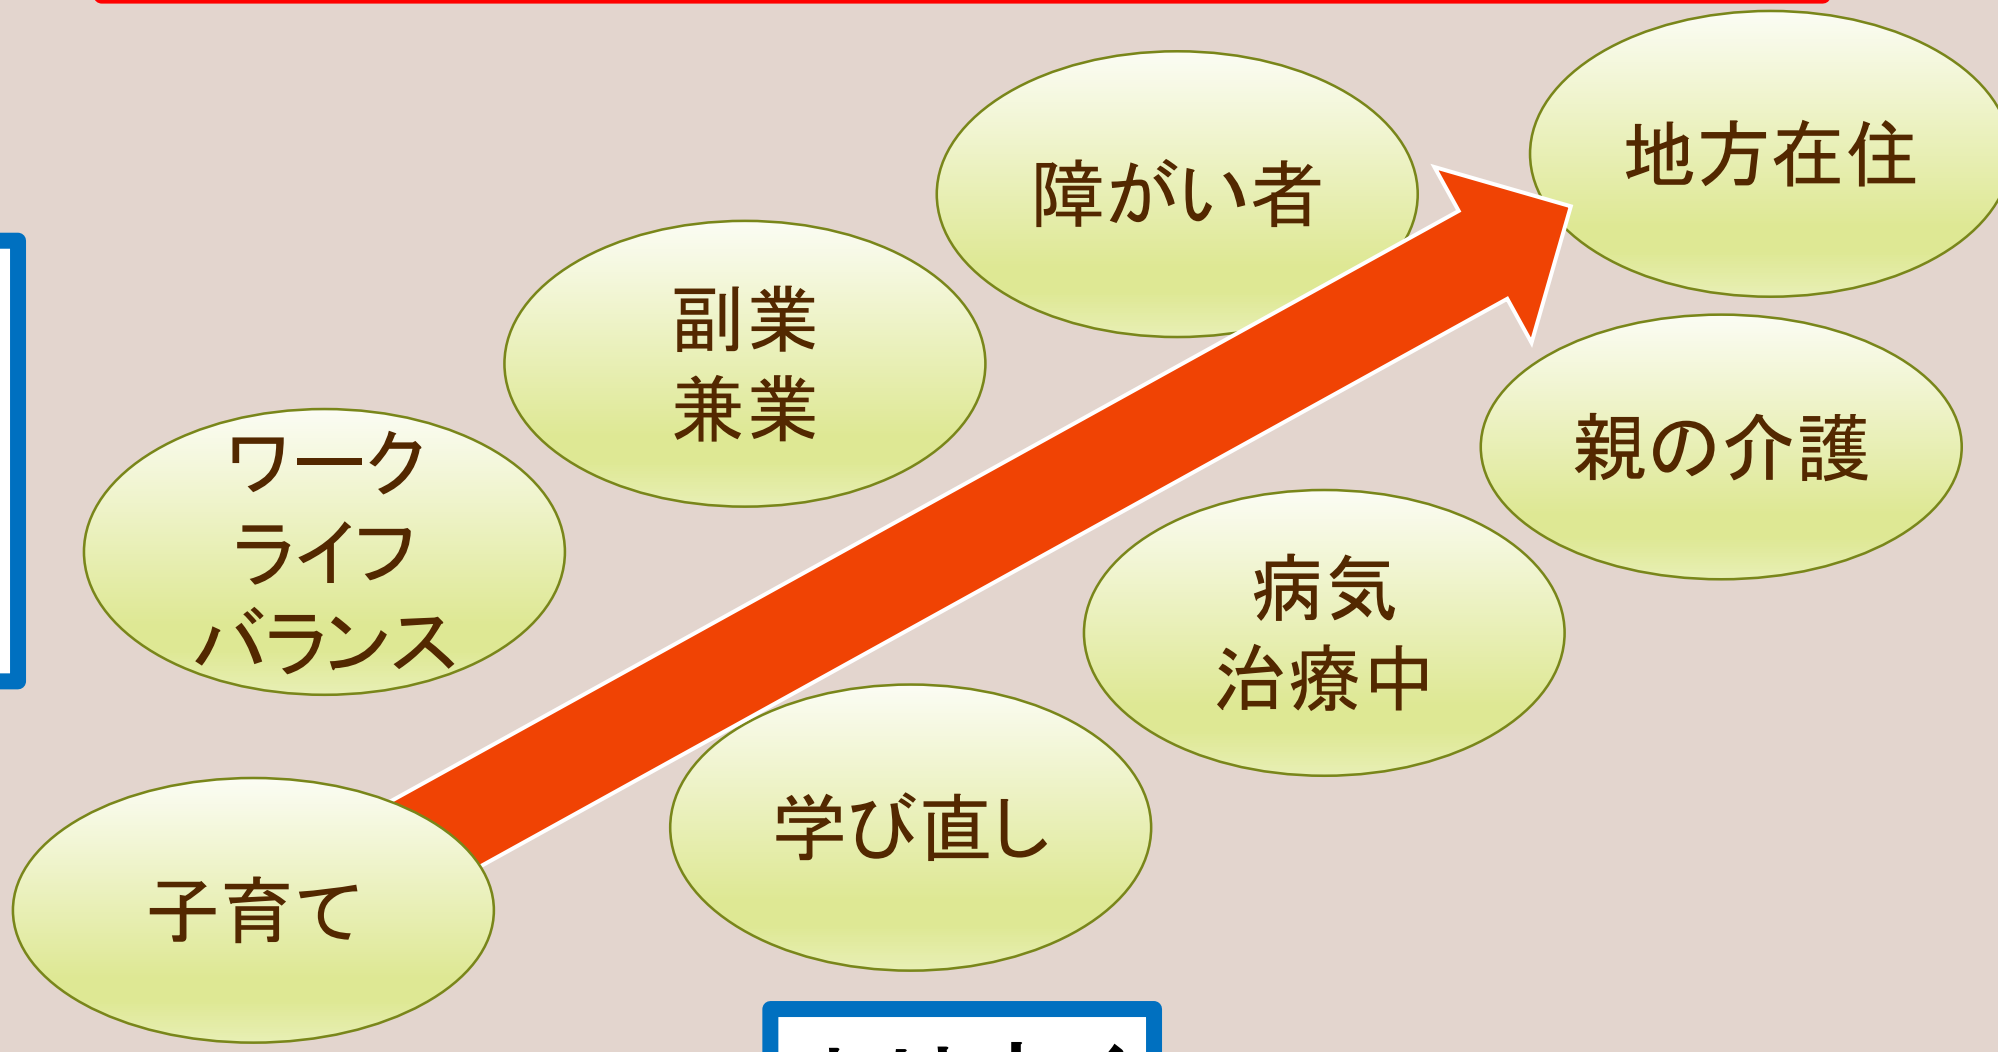 地方在住
障がい者
副業
兼業
親の介護
ワーク
ライフ
バランス
病気
治療中
学び直し
子育て